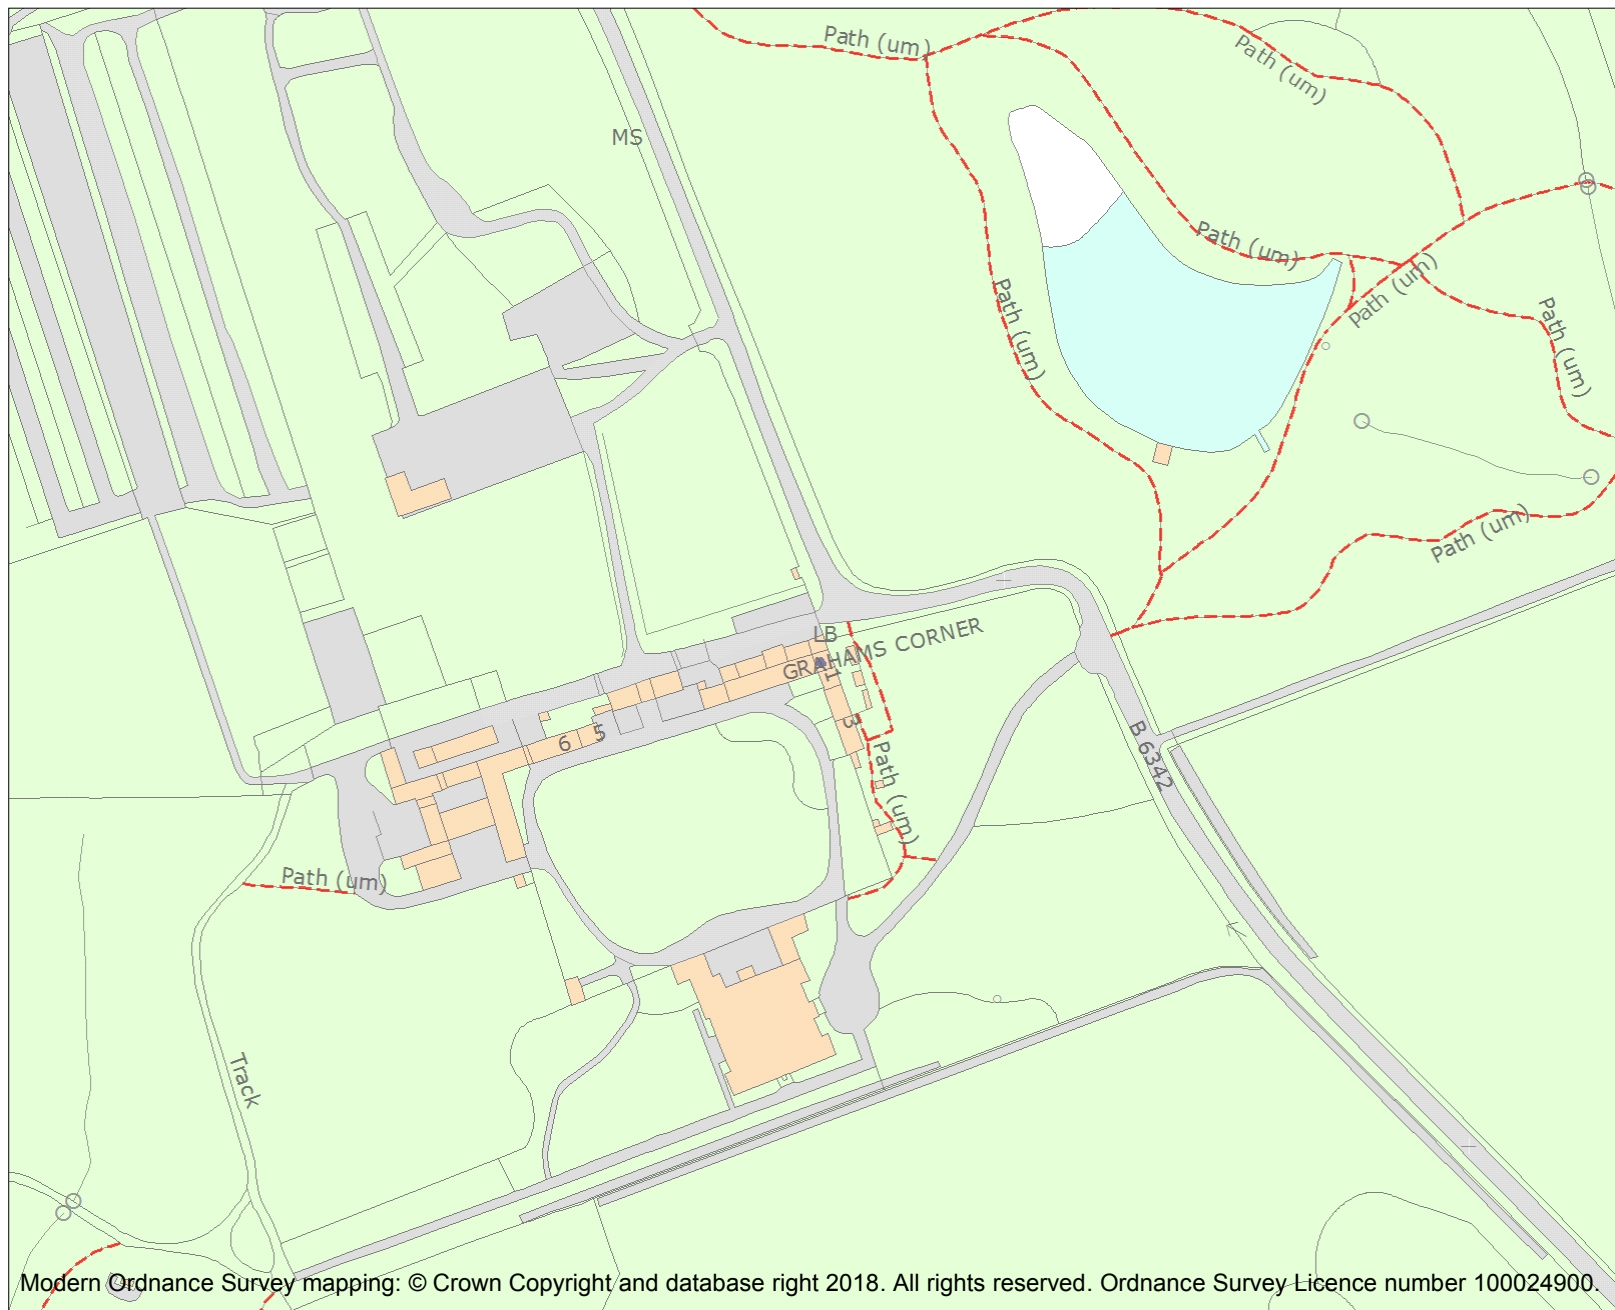 Path (um)
Path (um)
MS
Path (um)
Path (um)
Path (um)
Path (um)
Path (um)
LB
GRAHAMS CORNER
1
3
5
6
B 6342
Path (um)
Path (um)
Track
Modern Ordnance Survey mapping: © Crown Copyright and database right 2018. All rights reserved. Ordnance Survey Licence number 100024900.